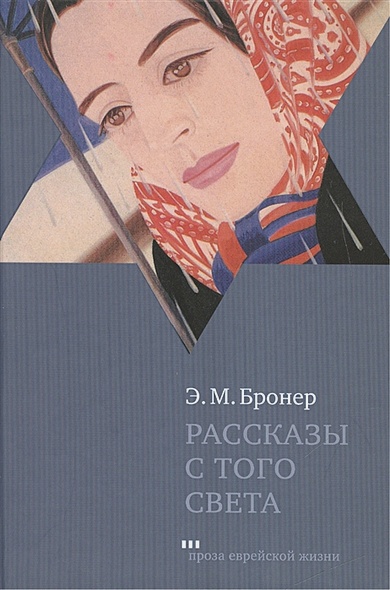 Э. М. Бронер
РАССКАЗЫ
С ТОГО
СВЕТА
проза еврейской жизни